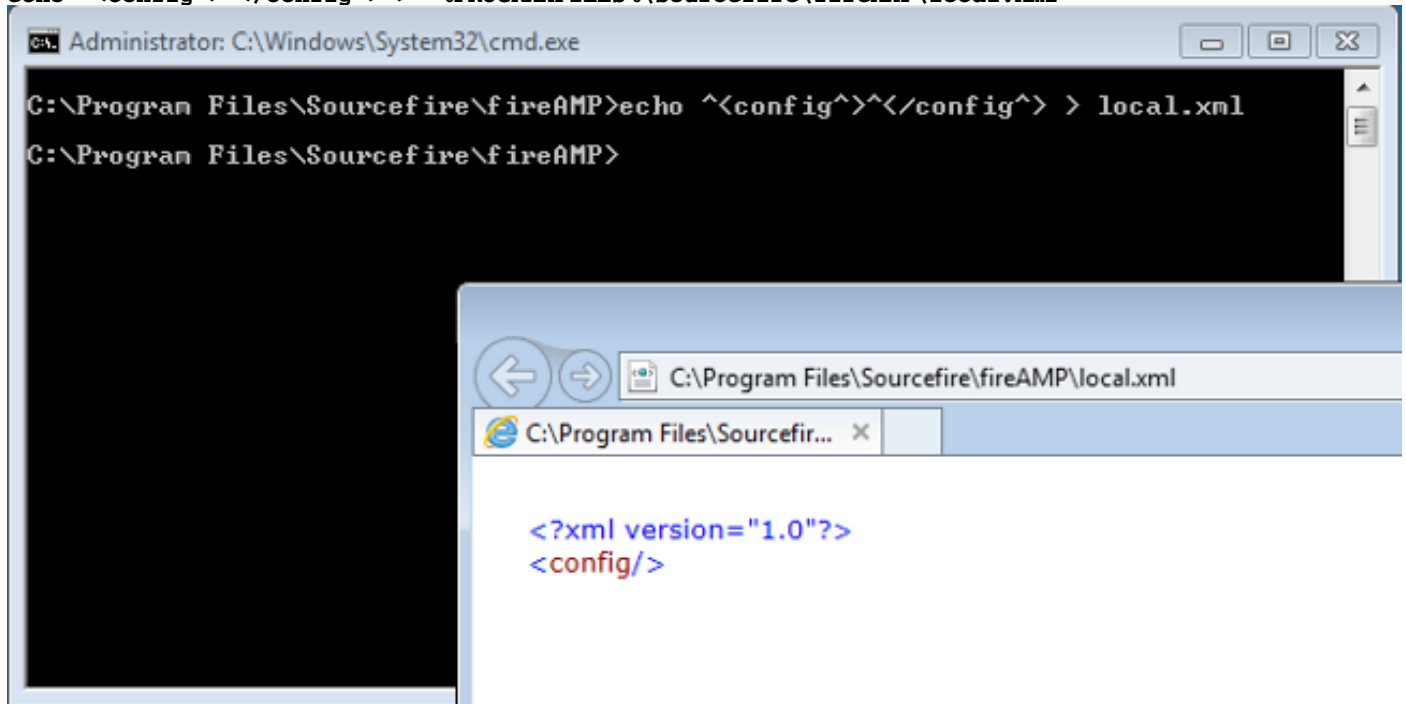 Administrator: C:\Windows\System32\cmd.exe
C:\Program Files\Sourcefire\fireAMP>echo ^<config^>^</config^> > local.xml
C:\Program Files\Sourcefire\fireAMP>
C:\Program Files\Sourcefire\fireAMP\local.xml
C:\Program Files\Sourcefir...
<?xml version="1.0"?>
<config/>